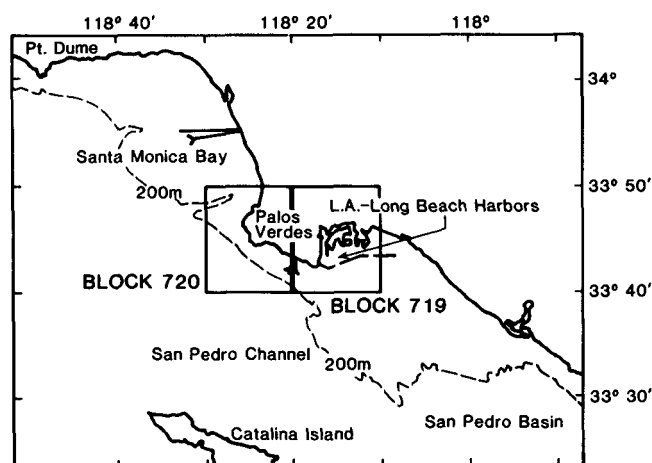 118° 40'
118° 20'
118°
Pt. Dume
34°
Santa Monica Bay
200m
33° 50'
L.A.-Long Beach Harbors
Palos
Verdes
BLOCK 720
33° 40'
BLOCK 719
San Pedro Channel
200m
33° 30'
San Pedro Basin
Catalina Island